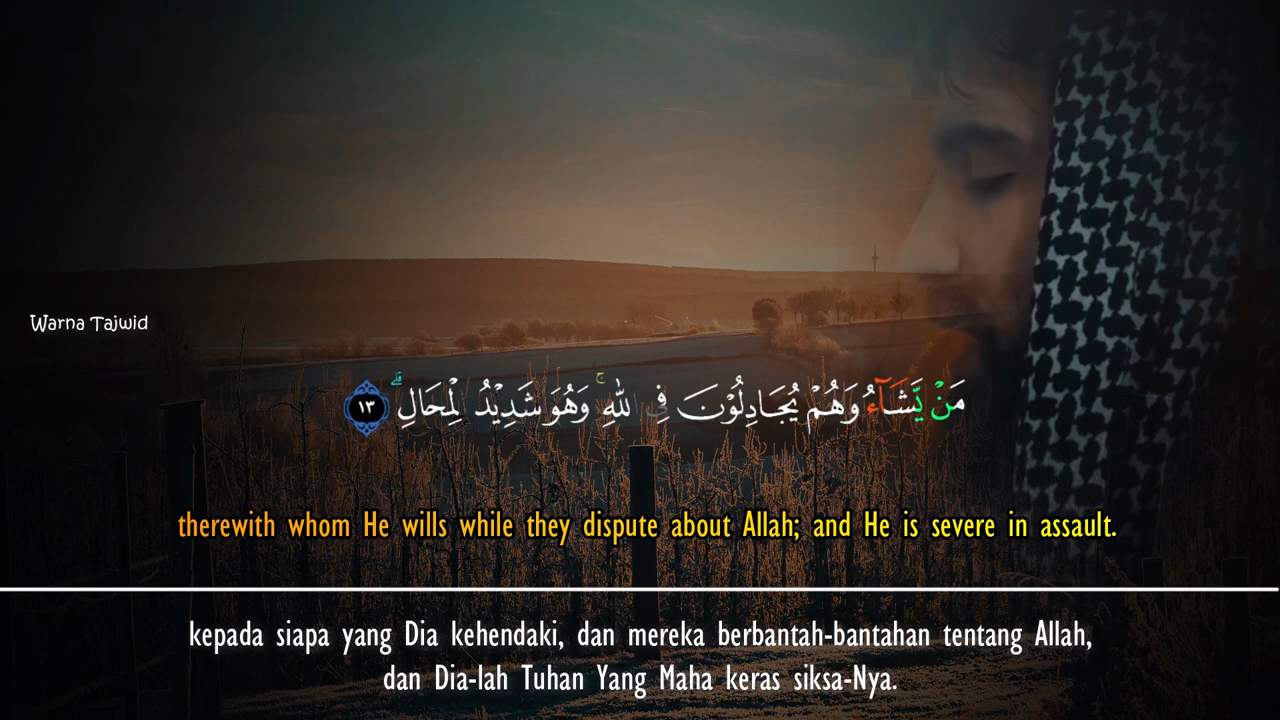 Warna Tajwid
مَنْ يَّشَاۤءُ وَهُمْ يُجَادِلُوْنَ فِى اللّٰهِ ۚ وَهُوَ شَدِيْدُ الْمِحَالِۗ ١٣
therewith whom He wills while they dispute about Allah; and He is severe in assault.
kepada siapa yang Dia kehendaki, dan mereka berbantah-bantahan tentang Allah,
dan Dia-lah Tuhan Yang Maha keras siksa-Nya.